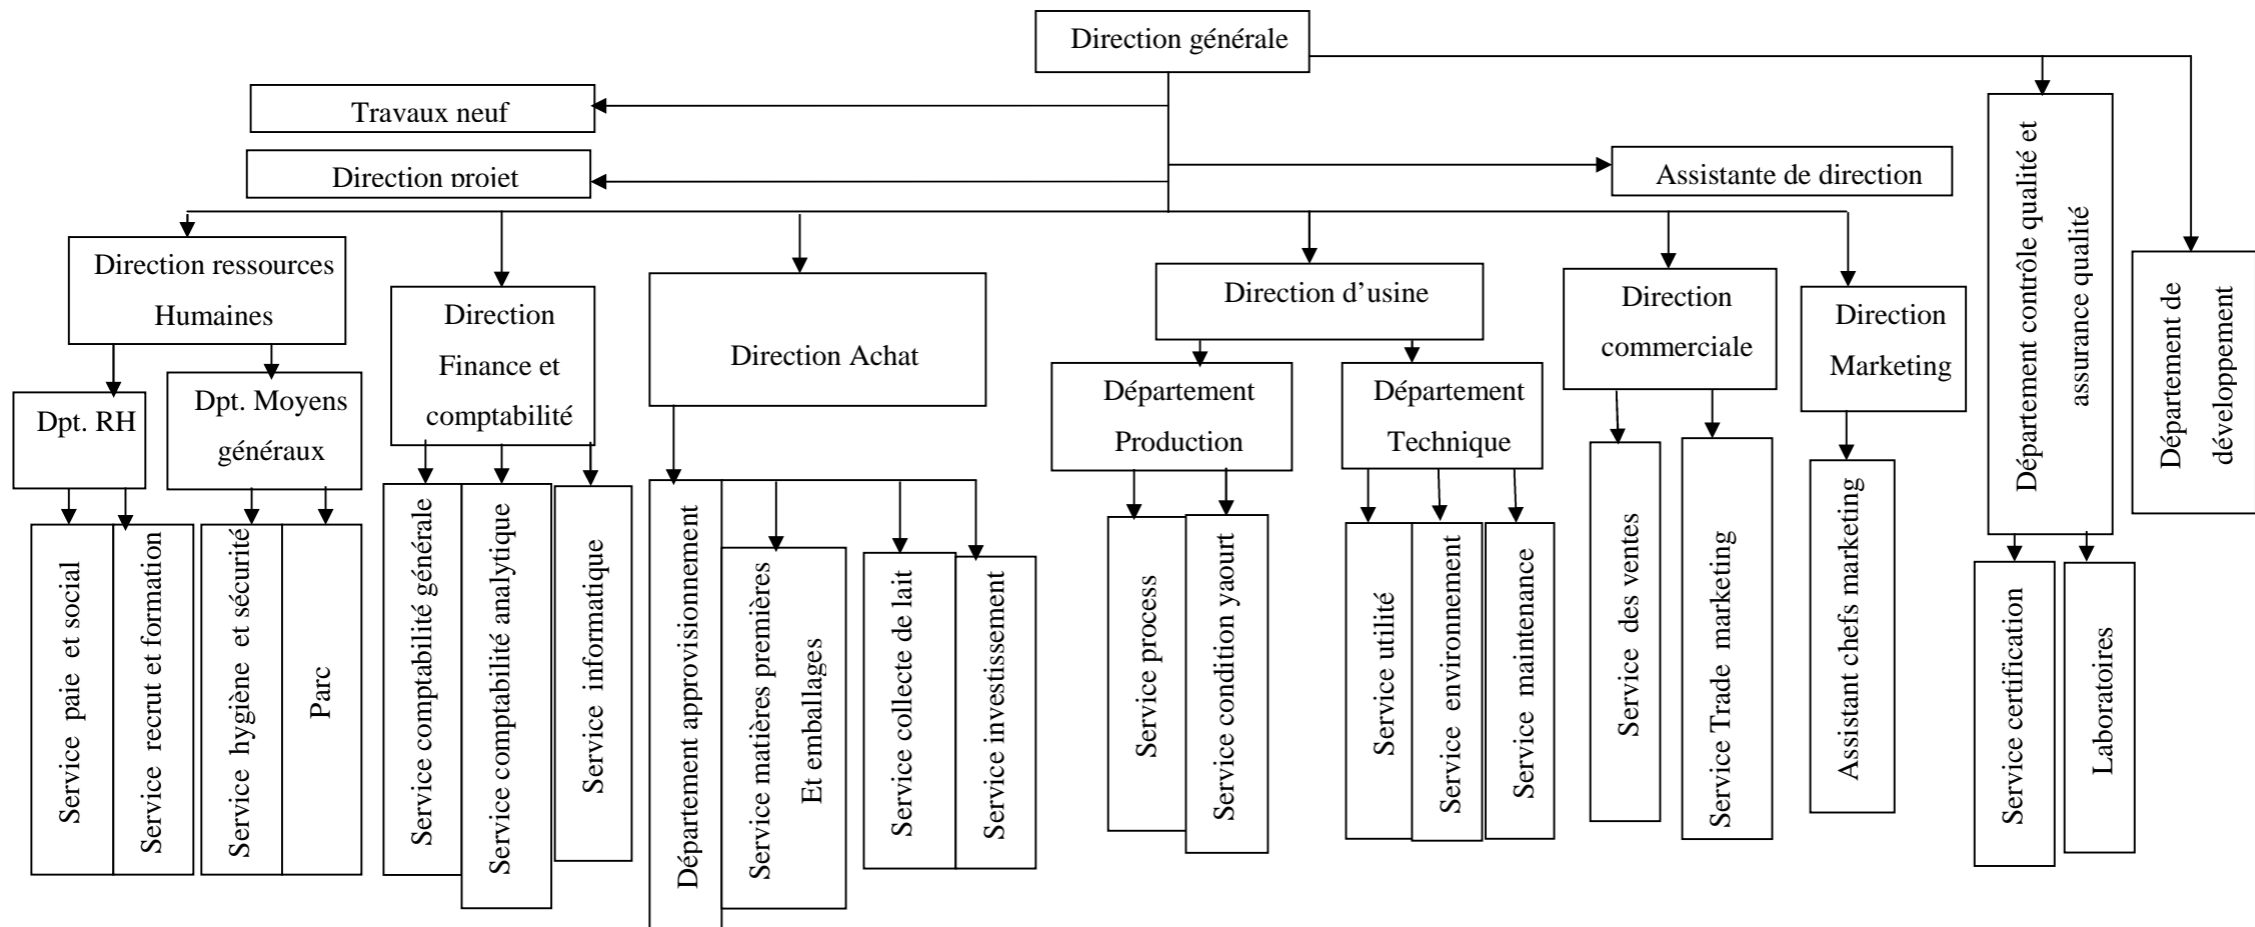 Direction générale
Travaux neuf
Direction projet
Assistante de direction
Direction ressources
Humaines
Direction
Finance et
comptabilité
Direction Achat
Direction d’usine
Direction
commerciale
Direction
Marketing
Département contrôle qualité et
assurance qualité
Département de
développement
Dpt. RH
Dpt. Moyens
généraux
Département
Production
Département
Technique
Service paie et social
Service recrut et formation
Service hygiène et sécurité
Parc
Service comptabilité générale
Service comptabilité analytique
Service informatique
Département approvisionnement
Service matières premières
Et emballages
Service collecte de lait
Service investissement
Service process
Service condition yaourt
Service utilité
Service environnement
Service maintenance
Service des ventes
Service Trade marketing
Assistant chefs marketing
Service certification
Laboratoires